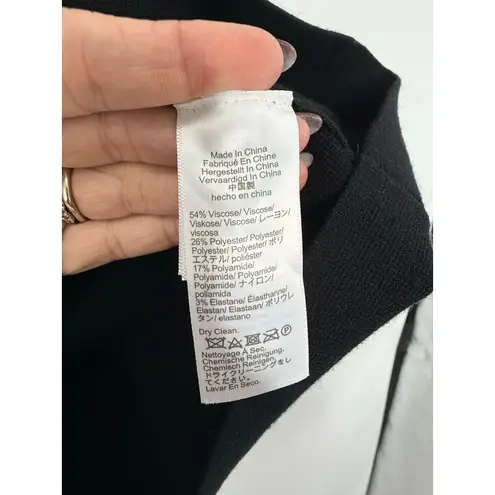 Made In China
Fabriqué En Chine
Hergestellt In China
Vervaardigd In China
中国製
hecho en china
54% Viscose/ Viscose/
Viskose/ Viscose/ レーヨン/
viscosa
26% Polyester/ Polyester/
Polyester/ Polyester/ ポリ
エステル/ poliéster
17% Polyamide/
Polyamide/ Polyamid/
Polyamide/ ナイロン/
poliamida
3% Elastane/ Élasthanne/
Elastan/ Elastaan/ ポリウレ
タン/ elastano
Dry Clean.
P
Nettoyage À Sec.
Chemische Reinigung.
Chemisch Reinigen.
ドライクリーニングをし
てください。
Lavar En Seco.